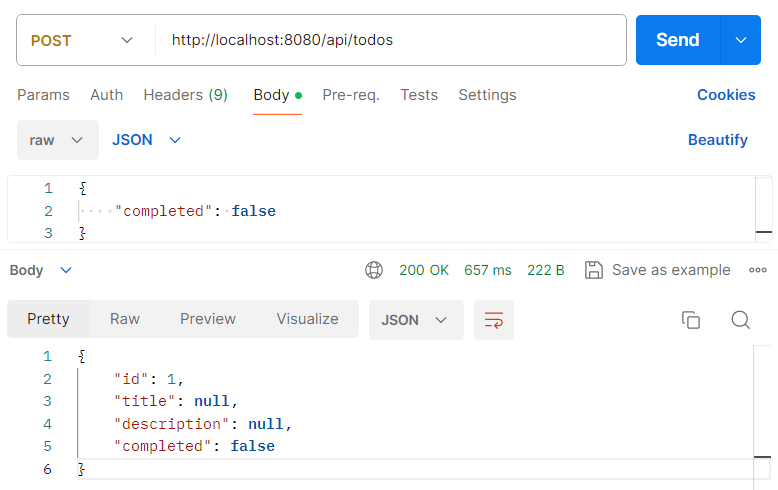 POST http://localhost:8080/api/todos Send
Params Auth Headers (9) Body Pre-req. Tests Settings Cookies
raw JSON Beautify
1 {
2 "completed": false
3 }
Body 200 OK 657 ms 222 B Save as example
Pretty Raw Preview Visualize JSON
1 {
2 "id": 1,
3 "title": null,
4 "description": null,
5 "completed": false
6 }